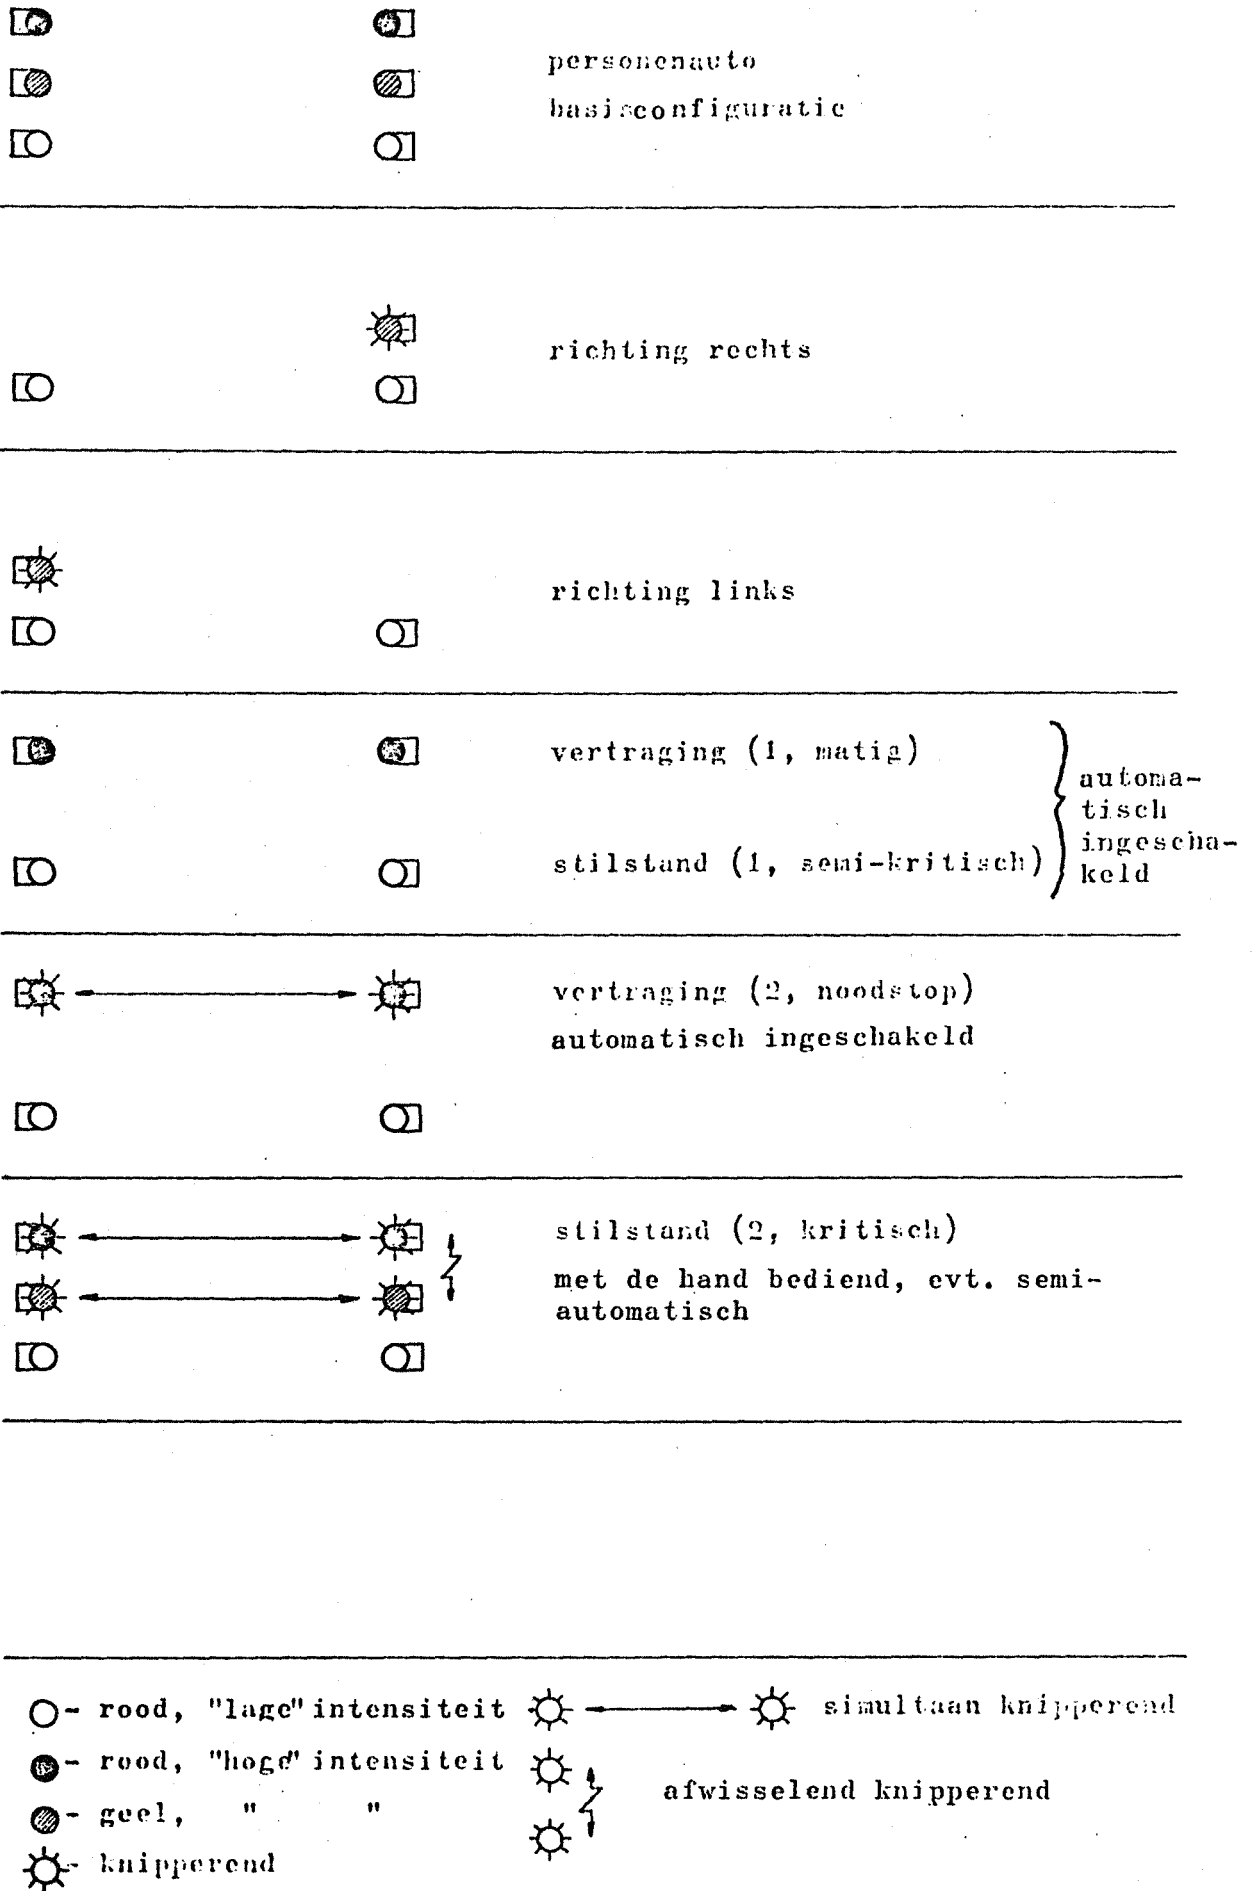 personenauto
basisconfiguratie
richting rechts
richting links
vertraging (1, matig)
stilstand (1, semi-kritisch)
automa-
tisch
ingescha-
keld
vertraging (2, noodstop)
automatisch ingeschakeld
stilstand (2, kritisch)
met de hand bediend, evt. semi-
automatisch
- rood, "lage" intensiteit
simultaan knipperend
- rood, "hoge" intensiteit
- geel, " "
afwisselend knipperend
- knipperend